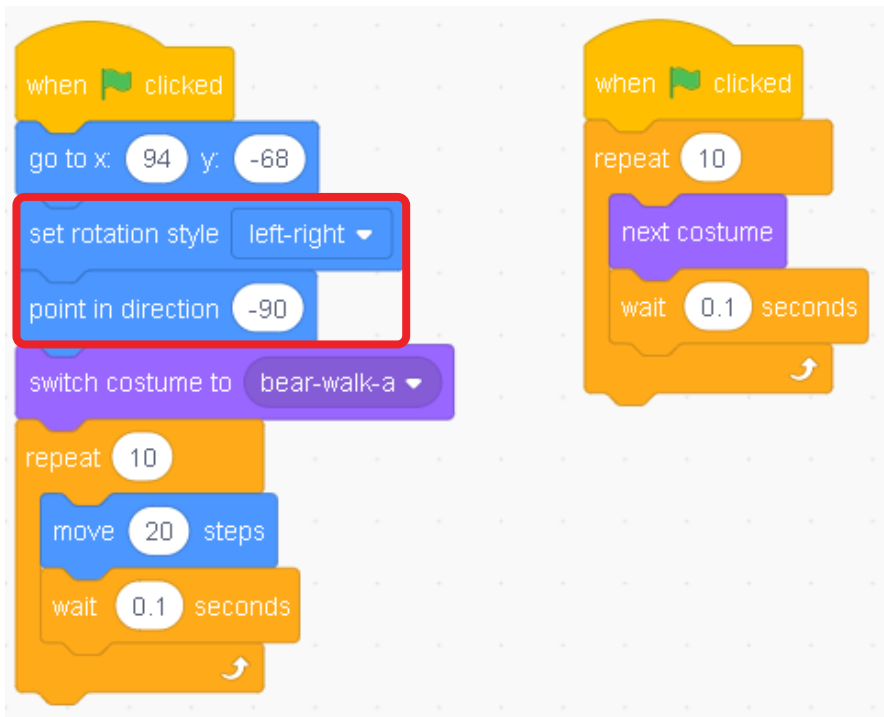 when clicked
go to x: 94 y: -68
set rotation style left-right
point in direction -90
switch costume to bear-walk-a
repeat 10
move 20 steps
wait 0.1 seconds
when clicked
repeat 10
next costume
wait 0.1 seconds